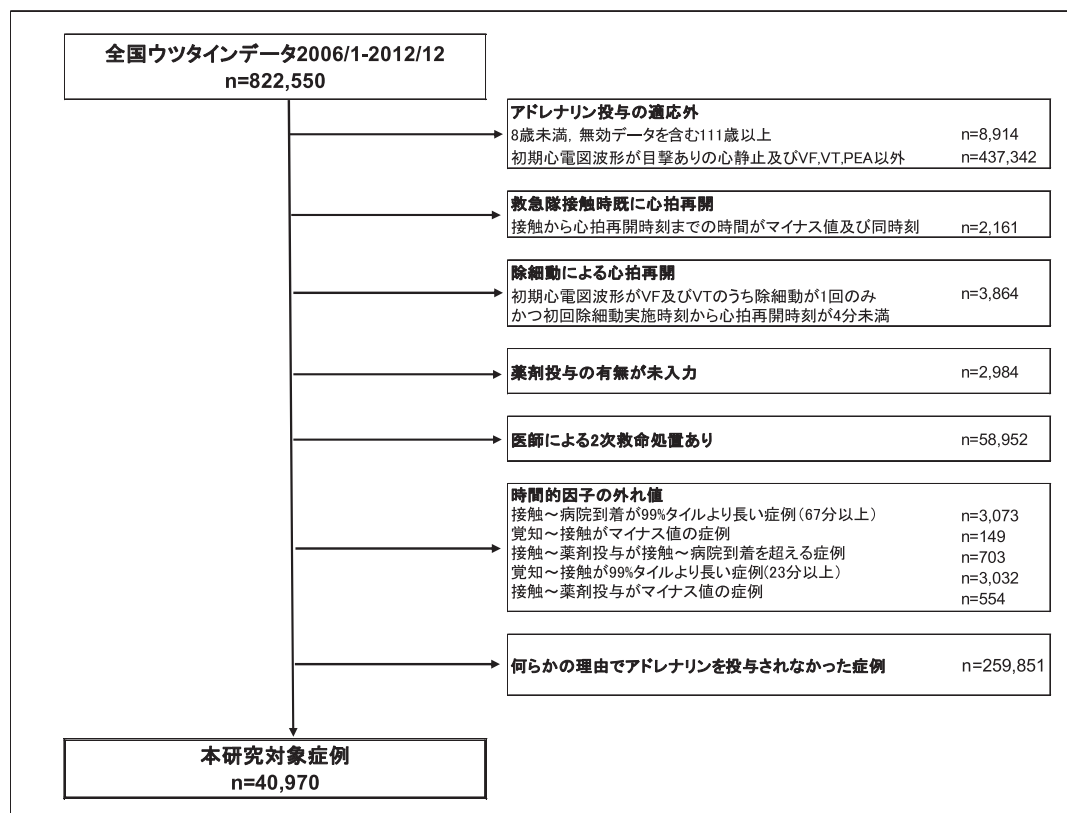 全国ウツタインデータ2006/1-2012/12
n=822,550
アドレナリン投与の適応外
8歳未満, 無効データを含む111歳以上 n=8,914
初期心電図波形が目撃ありの心静止及びVF,VT,PEA以外 n=437,342
救急隊接触時既に心拍再開
接触から心拍再開時刻までの時間がマイナス値及び同時刻 n=2,161
除細動による心拍再開
初期心電図波形がVF及びVTのうち除細動が1回のみ n=3,864
かつ初回除細動実施時刻から心拍再開時刻が4分未満
薬剤投与の有無が未入力 n=2,984
医師による2次救命処置あり n=58,952
時間的因子の外れ値
接触~病院到着が99%タイルより長い症例(67分以上) n=3,073
覚知~接触がマイナス値の症例 n=149
接触~薬剤投与が接触~病院到着を超える症例 n=703
覚知~接触が99%タイルより長い症例(23分以上) n=3,032
接触~薬剤投与がマイナス値の症例 n=554
何らかの理由でアドレナリンを投与されなかった症例 n=259,851
本研究対象症例
n=40,970